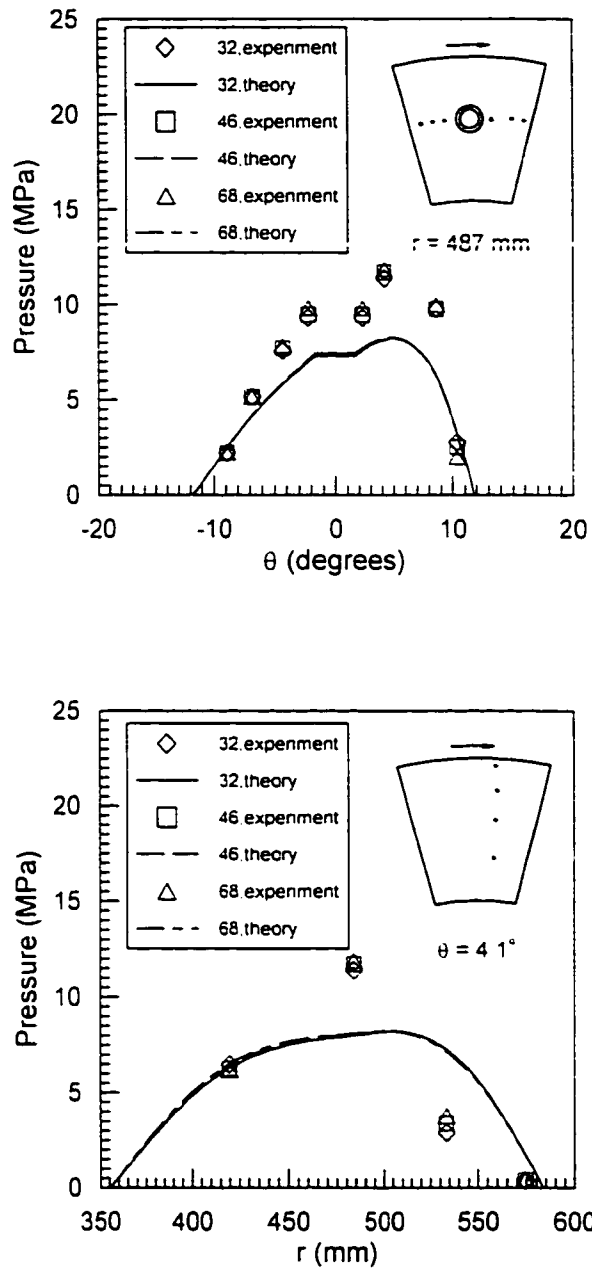 25
20
15
10
5
0
Pressure (MPa)
32.expenment
32.theory
46.expenment
46.theory
68.expenment
68.theory
r = 487 mm
-20 -10 0 10 20
θ (degrees)
25
20
15
10
5
0
Pressure (MPa)
32.expenment
32.theory
46.expenment
46.theory
68.expenment
68.theory
θ = 4 1°
350 400 450 500 550 600
r (mm)